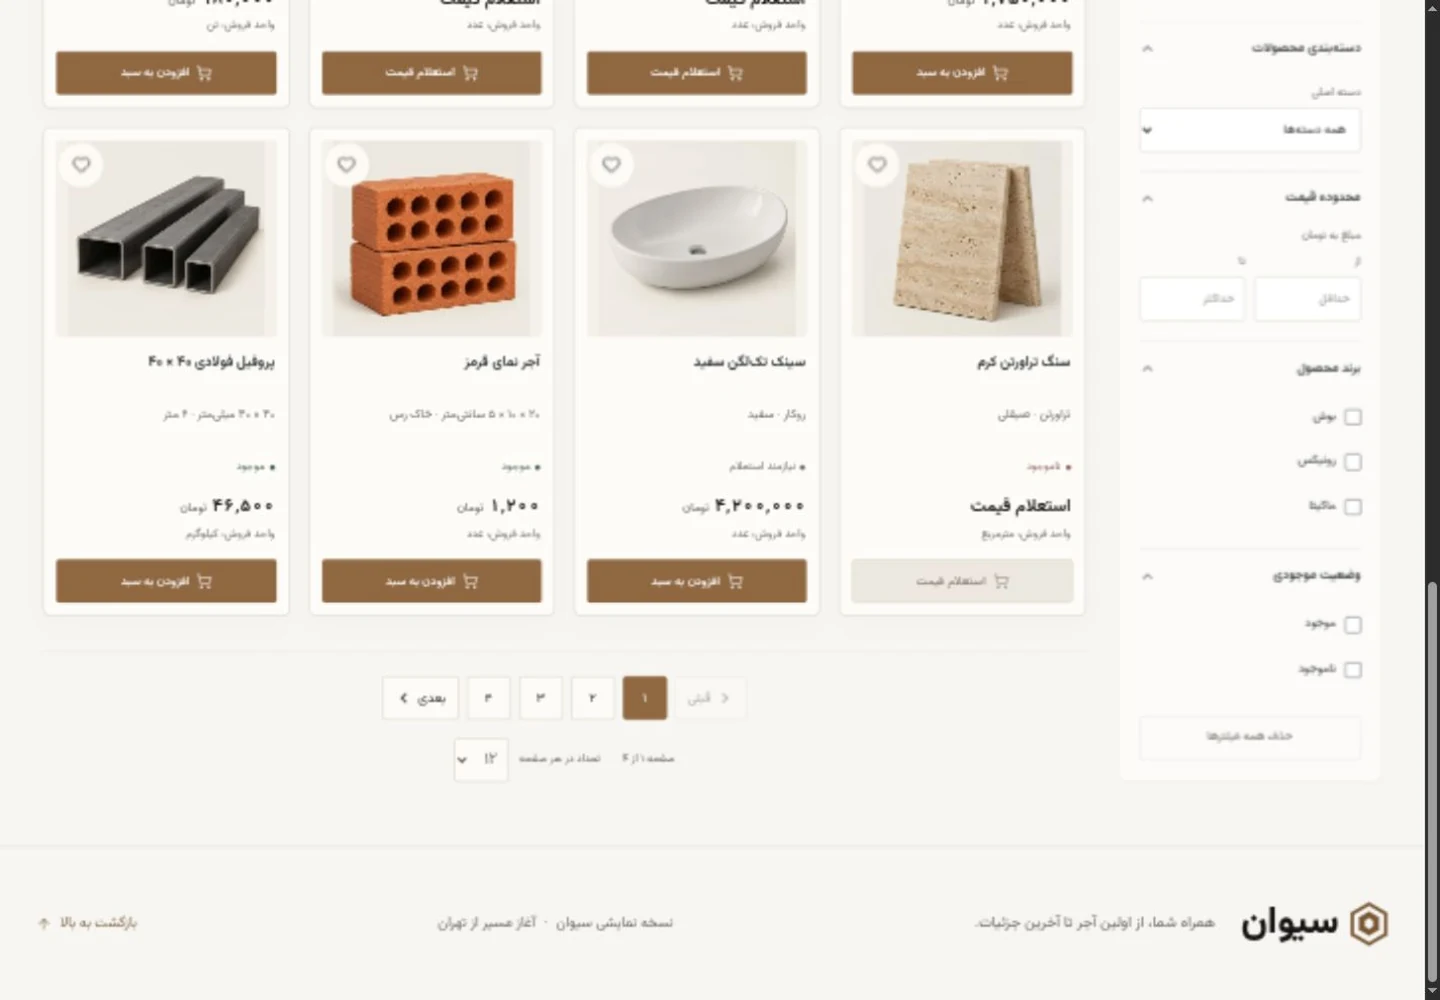 دسته‌بندی محصولات
دسته اصلی
همه دسته‌ها
محدوده قیمت
مبلغ به تومان
از
تا
حداقل
حداکثر
برند محصول
بوش
رونیکس
ماکیتا
وضعیت موجودی
موجود
ناموجود
حذف همه فیلترها
تومان
واحد فروش: عدد
افزودن به سبد
استعلام قیمت
واحد فروش: عدد
استعلام قیمت
استعلام قیمت
واحد فروش: عدد
استعلام قیمت
تومان
واحد فروش: تن
افزودن به سبد
سنگ تراورتن کرم
تراورتن · صیقلی
ناموجود
استعلام قیمت
واحد فروش: مترمربع
استعلام قیمت
سینک تک‌لگن سفید
روکار · سفید
نیازمند استعلام
۴,۲۰۰,۰۰۰ تومان
واحد فروش: عدد
افزودن به سبد
آجر نمای قرمز
۲۰ × ۱۰ × ۵ سانتی‌متر · خاک رس
موجود
۱,۲۰۰ تومان
واحد فروش: عدد
افزودن به سبد
پروفیل فولادی ۴۰ × ۴۰
۴۰ × ۴۰ میلی‌متر · ۶ متر
موجود
۴۶,۵۰۰ تومان
واحد فروش: کیلوگرم
افزودن به سبد
قبلی
۱
۲
۳
۴
بعدی
صفحه ۱ از ۴
تعداد در هر صفحه
۱۲
سیوان
همراه شما، از اولین آجر تا آخرین جزئیات.
نسخه نمایشی سیوان · آغاز مسیر از تهران
بازگشت به بالا